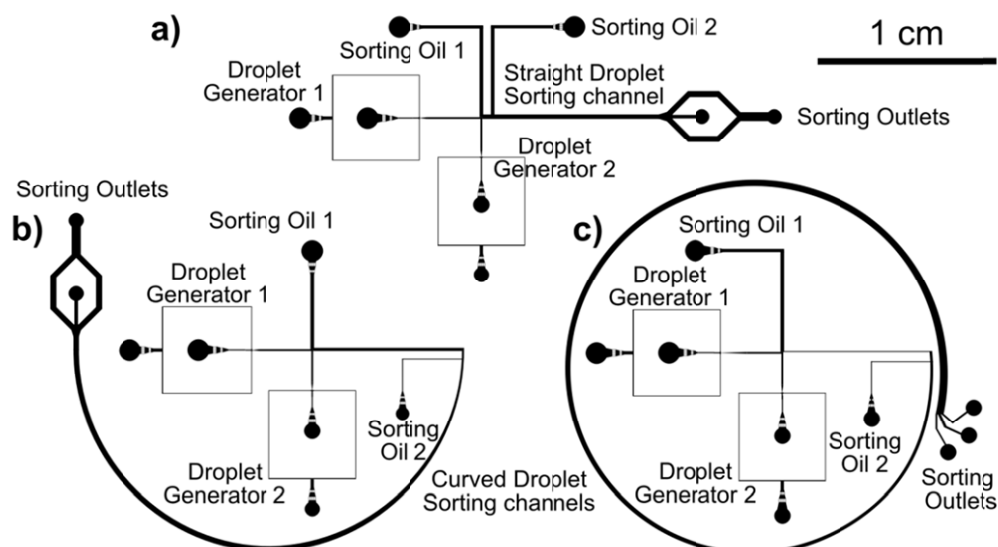 a)
Sorting Oil 1
Sorting Oil 2
1 cm
Droplet
Generator 1
Straight Droplet
Sorting channel
Sorting Outlets
Droplet
Generator 2
b)
Sorting Outlets
Sorting Oil 1
Droplet
Generator 1
Sorting
Oil 2
Droplet
Generator 2
Curved Droplet
Sorting channels
c)
Sorting Oil 1
Droplet
Generator 1
Sorting
Oil 2
Droplet
Generator 2
Sorting
Outlets